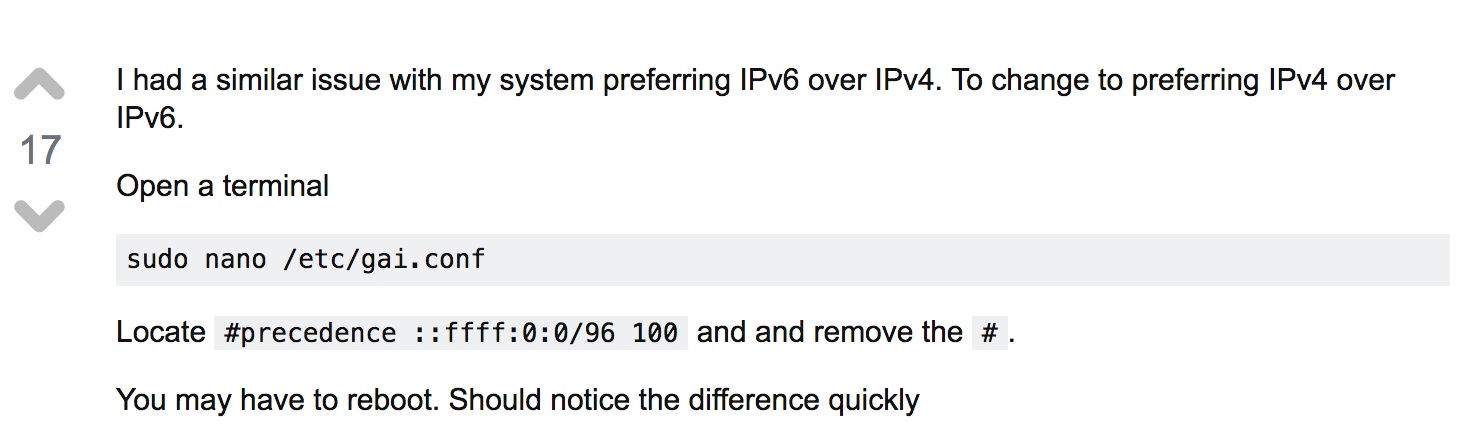 I had a similar issue with my system preferring IPv6 over IPv4. To change to preferring IPv4 over
IPv6.
17
Open a terminal
sudo nano /etc/gai.conf
Locate #precedence ::ffff:0:0/96 100 and and remove the #.
You may have to reboot. Should notice the difference quickly